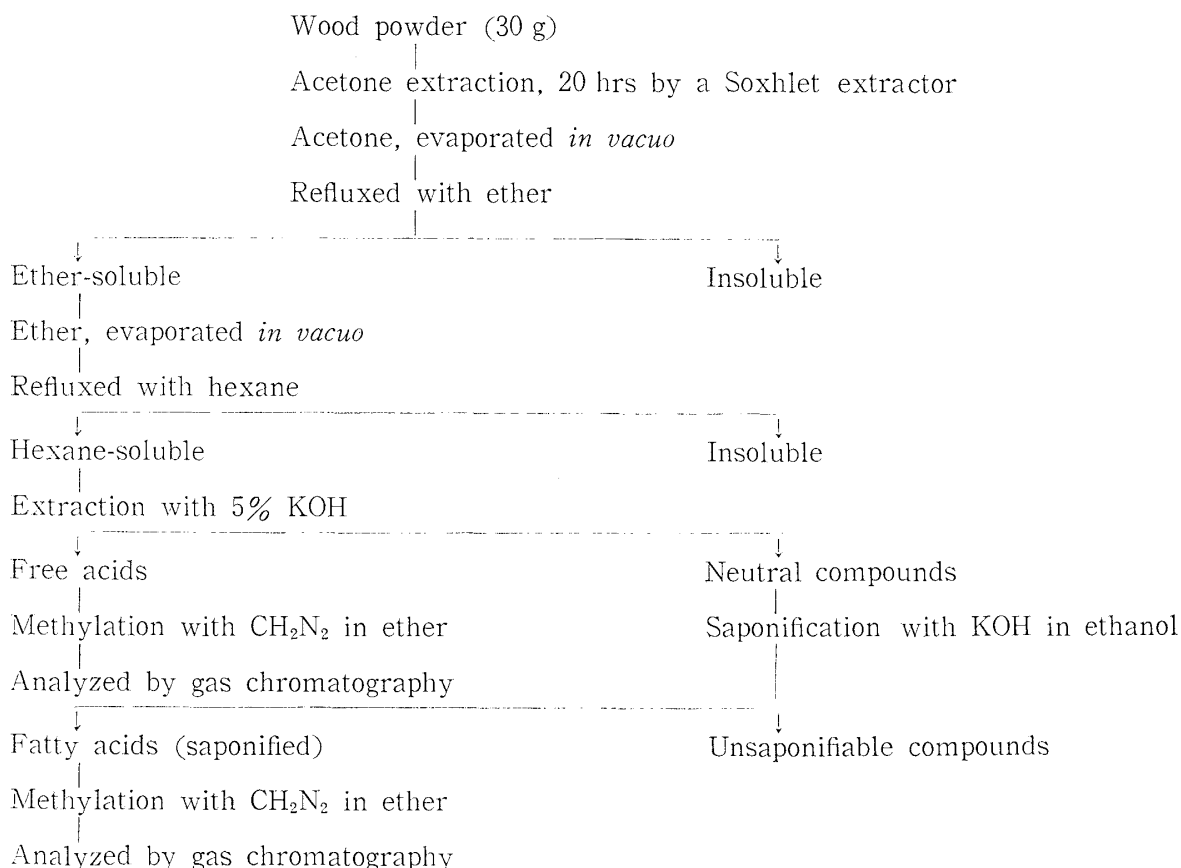 Wood powder (30 g)
Acetone extraction, 20 hrs by a Soxhlet extractor
Acetone, evaporated in vacuo
Refluxed with ether
Ether-soluble
Insoluble
Ether, evaporated in vacuo
Refluxed with hexane
Hexane-soluble
Insoluble
Extraction with 5% KOH
Free acids
Neutral compounds
Methylation with CH₂N₂ in ether
Saponification with KOH in ethanol
Analyzed by gas chromatography
Fatty acids (saponified)
Unsaponifiable compounds
Methylation with CH₂N₂ in ether
Analyzed by gas chromatography